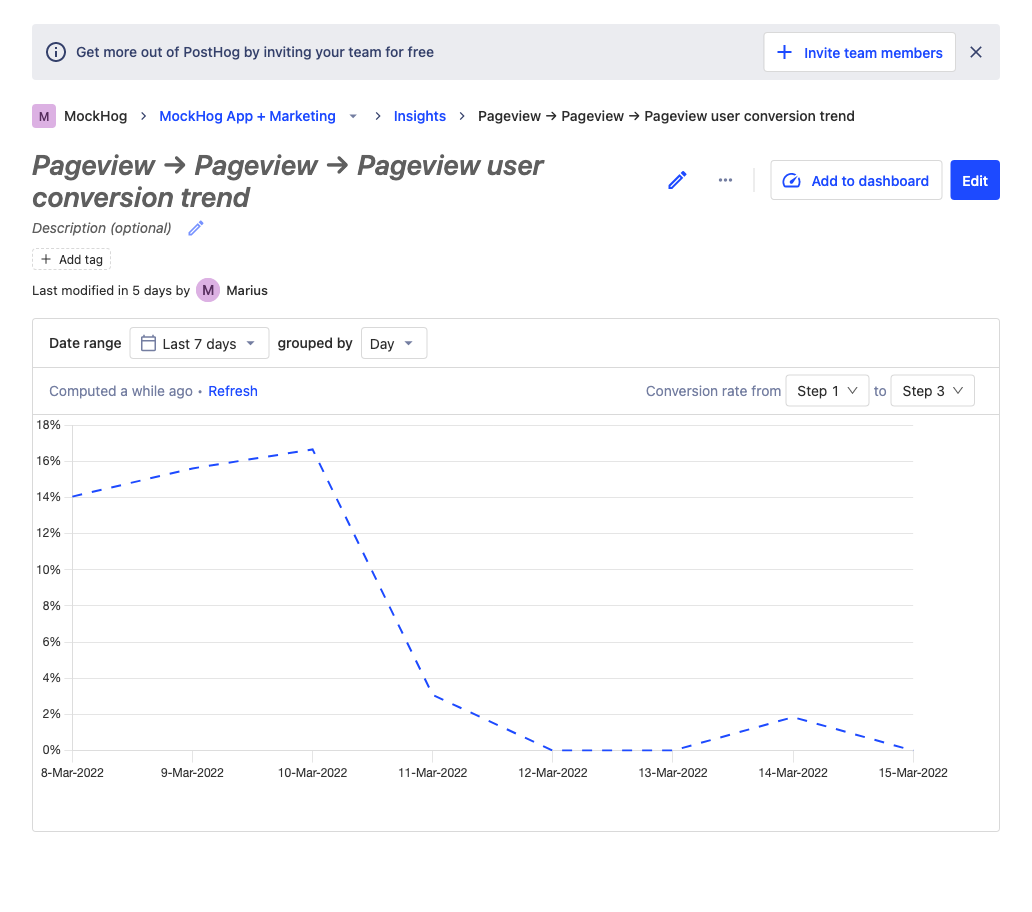 Get more out of PostHog by inviting your team for free
Invite team members
M MockHog > MockHog App + Marketing > Insights > Pageview → Pageview → Pageview user conversion trend
Pageview → Pageview → Pageview user
conversion trend
Add to dashboard
Edit
Description (optional)
+ Add tag
Last modified in 5 days by M Marius
Date range Last 7 days grouped by Day
Computed a while ago • Refresh
Conversion rate from Step 1 to Step 3
18%
16%
14%
12%
10%
8%
6%
4%
2%
0%
8-Mar-2022 9-Mar-2022 10-Mar-2022 11-Mar-2022 12-Mar-2022 13-Mar-2022 14-Mar-2022 15-Mar-2022